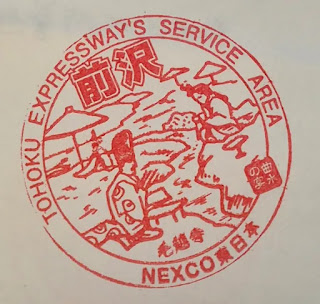 TOHOKU EXPRESSWAY'S SERVICE AREA
前沢
曲水
の宴
毛越寺
NEXCO東日本